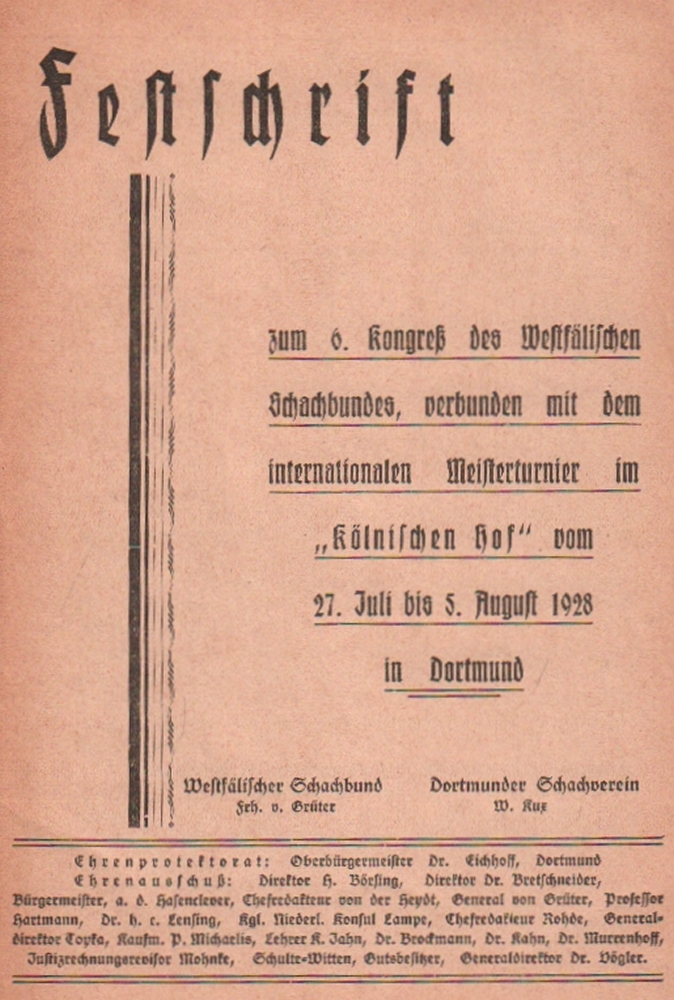 Festschrift
zum 6. Kongreß des Westfälischen
Schachbundes, verbunden mit dem
internationalen Meisterturnier im
„Kölnischen Hof“ vom
27. Juli bis 5. August 1928
in Dortmund
Westfälischer Schachbund
Frh. v. Grüter
Dortmunder Schachverein
W. Kux
Ehrenprotektorat: Oberbürgermeister Dr. Eichhoff, Dortmund
Ehrenausschuß: Direktor H. Börsing, Direktor Dr. Bretschneider,
Bürgermeister, a. d. Hasenclever, Chefredakteur von der Heydt, General von Grüter, Professor
Hartmann, Dr. h. c. Lensing, Kgl. Niederl. Konsul Lampe, Chefredakteur Rohde, General-
direktor Topka, Kaufm. P. Michaelis, Lehrer K. Jahn, Dr. Brockmann, Dr. Kahn, Dr. Murrenhoff,
Justizrechnungsrevisor Mohnke, Schulte-Witten, Gutsbesitzer, Generaldirektor Dr. Vögler.